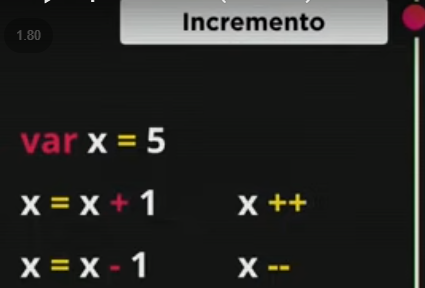 Incremento
1.80
var x = 5
x = x + 1 x ++
x = x - 1 x --